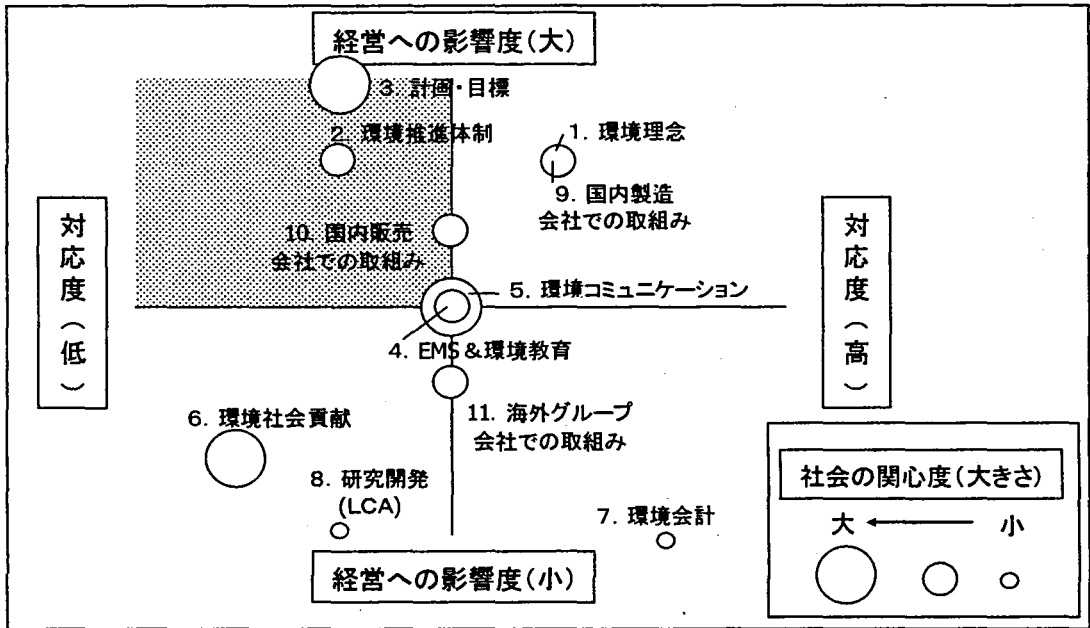 経営への影響度(大)
3. 計画・目標
2. 環境推進体制
1. 環境理念
9. 国内製造
会社での取組み
対応度(低)
対応度(高)
10. 国内販売
会社での取組み
5. 環境コミュニケーション
4. EMS&環境教育
11. 海外グループ
会社での取組み
6. 環境社会貢献
8. 研究開発
(LCA)
7. 環境会計
経営への影響度(小)
社会の関心度(大きさ)
大 小